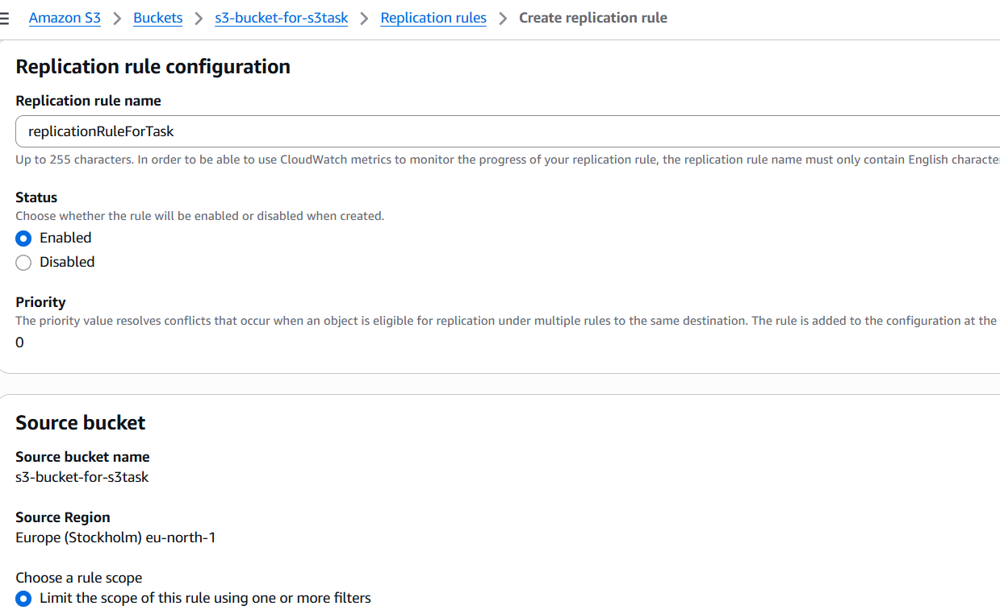 Amazon S3 > Buckets > s3-bucket-for-s3task > Replication rules > Create replication rule
Replication rule configuration
Replication rule name
replicationRuleForTask
Up to 255 characters. In order to be able to use CloudWatch metrics to monitor the progress of your replication rule, the replication rule name must only contain English
Status
Choose whether the rule will be enabled or disabled when created.
Enabled
Disabled
Priority
The priority value resolves conflicts that occur when an object is eligible for replication under multiple rules to the same destination. The rule is added to the configuration at the
0
Source bucket
Source bucket name
s3-bucket-for-s3task
Source Region
Europe (Stockholm) eu-north-1
Choose a rule scope
Limit the scope of this rule using one or more filters